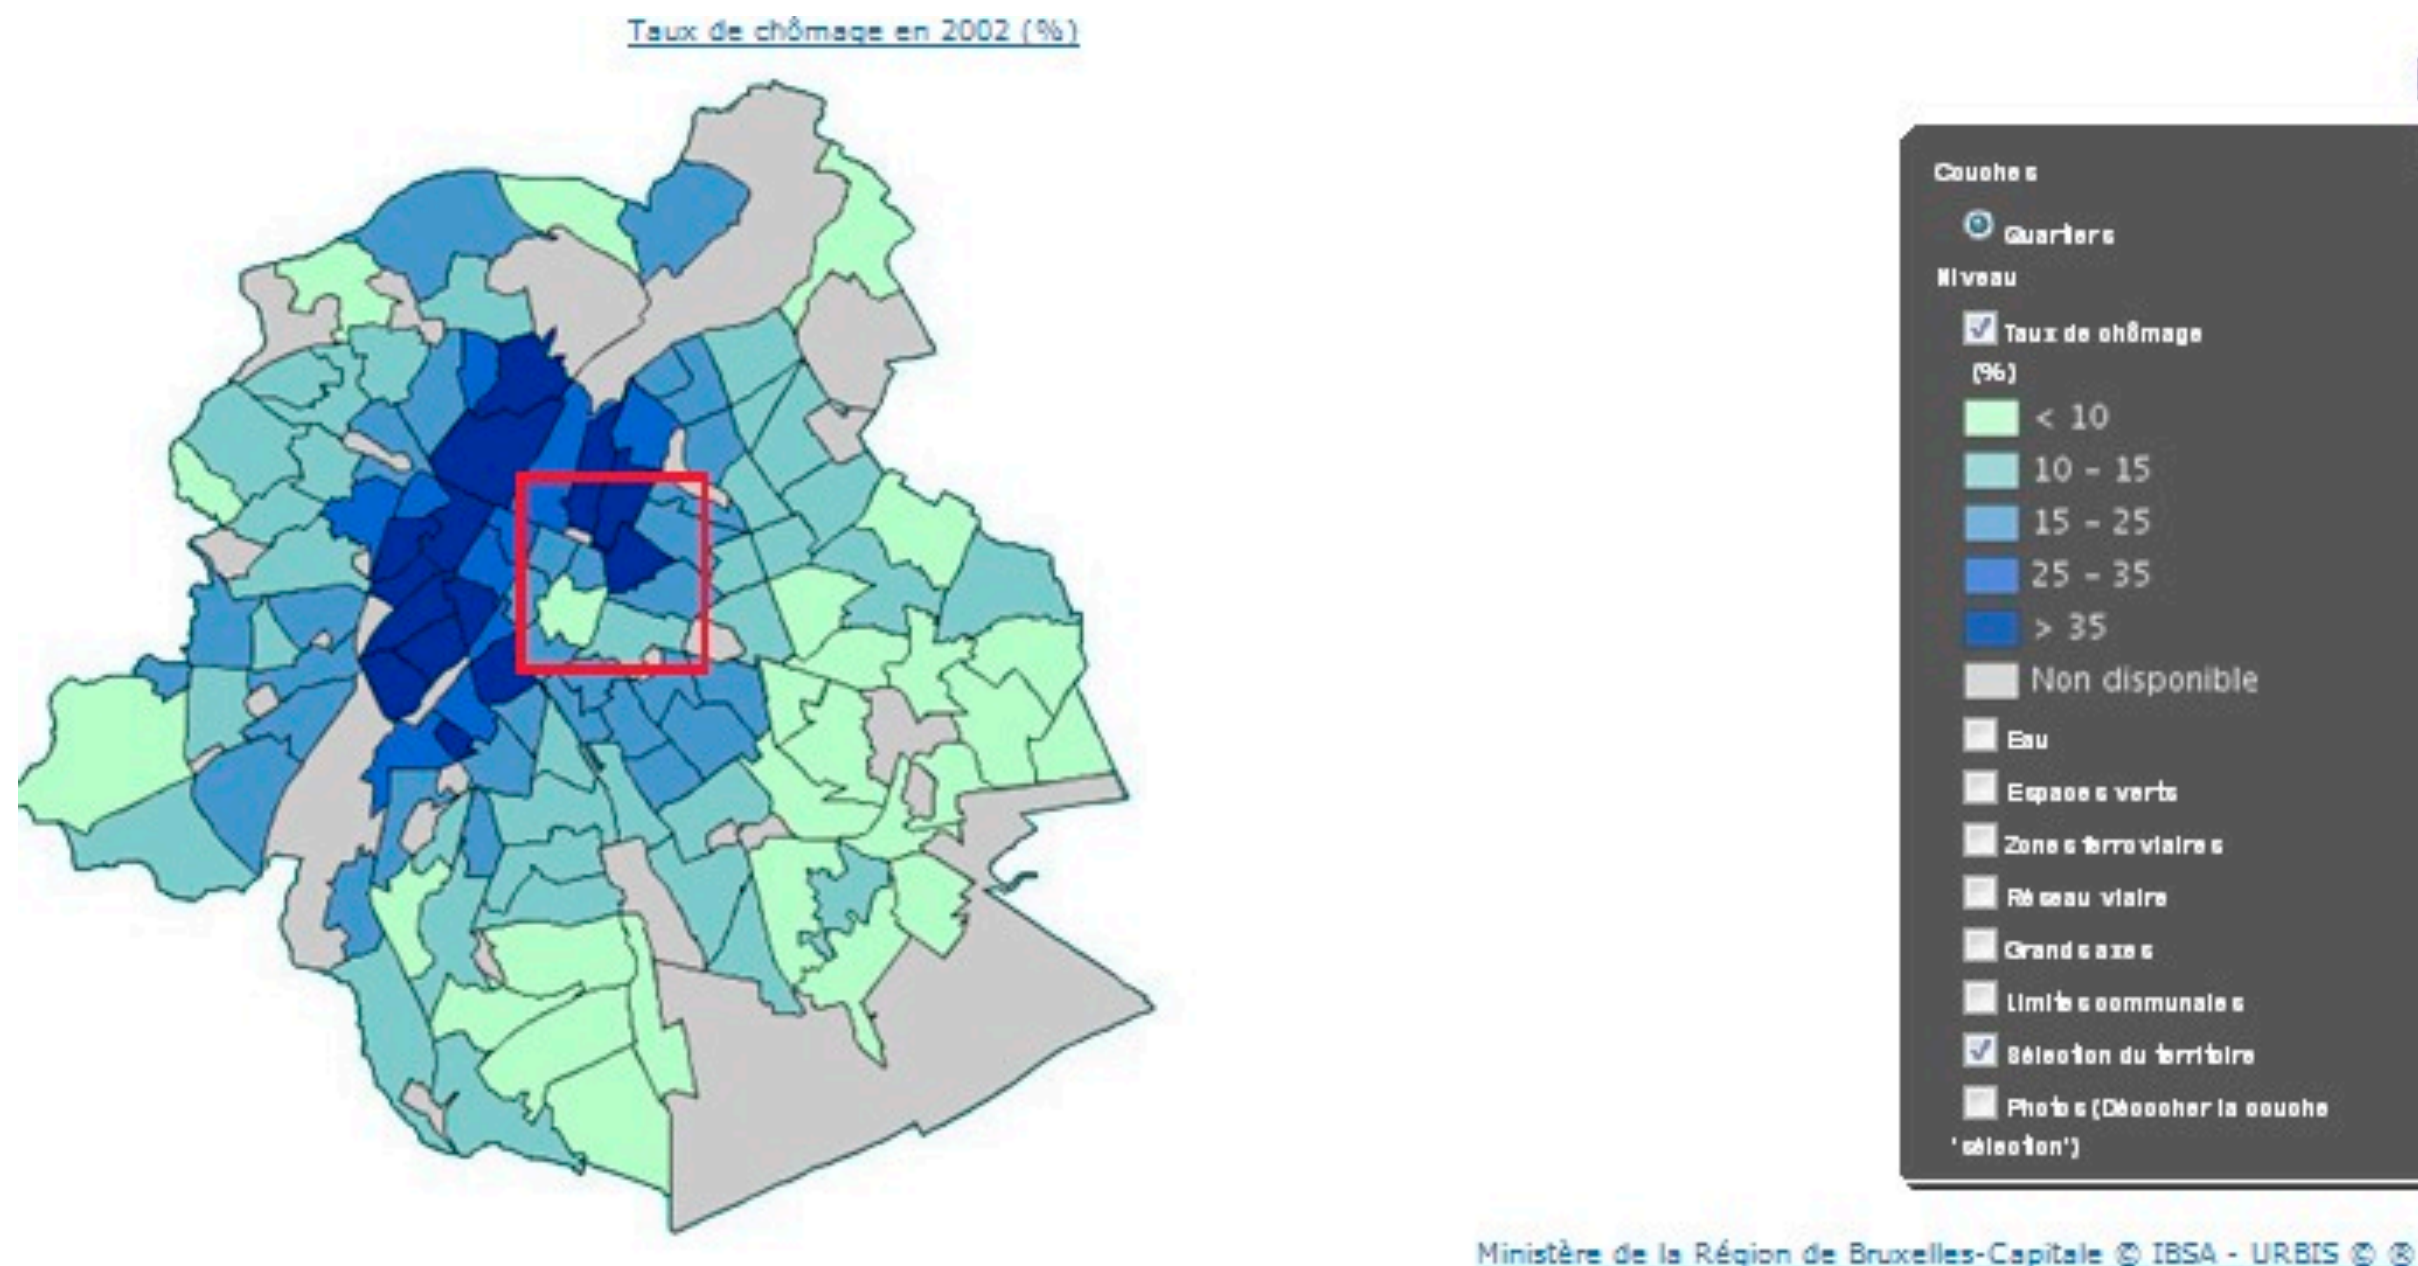 Taux de chômage en 2002 (%)
Couches
Quartiers
Niveau
Taux de chômage
(%)
< 10
10 - 15
15 - 25
25 - 35
> 35
Non disponible
Eau
Espaces verts
Zones ferroviaires
Réseau viaire
Grands axes
Limites communales
Sélection du territoire
Photos (Décocher la couche
'sélection')
Ministère de la Région de Bruxelles-Capitale © IBSA - URBIS © ®